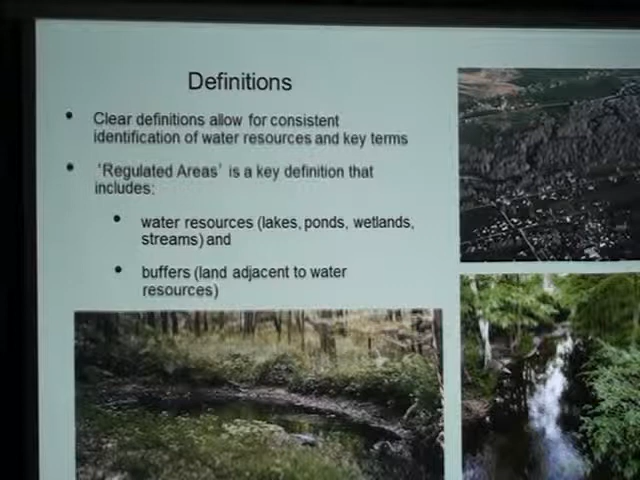 Definitions
• Clear definitions allow for consistent
identification of water resources and key terms
• 'Regulated Areas' is a key definition that
includes:
• water resources (lakes, ponds, wetlands,
streams) and
• buffers (land adjacent to water
resources)